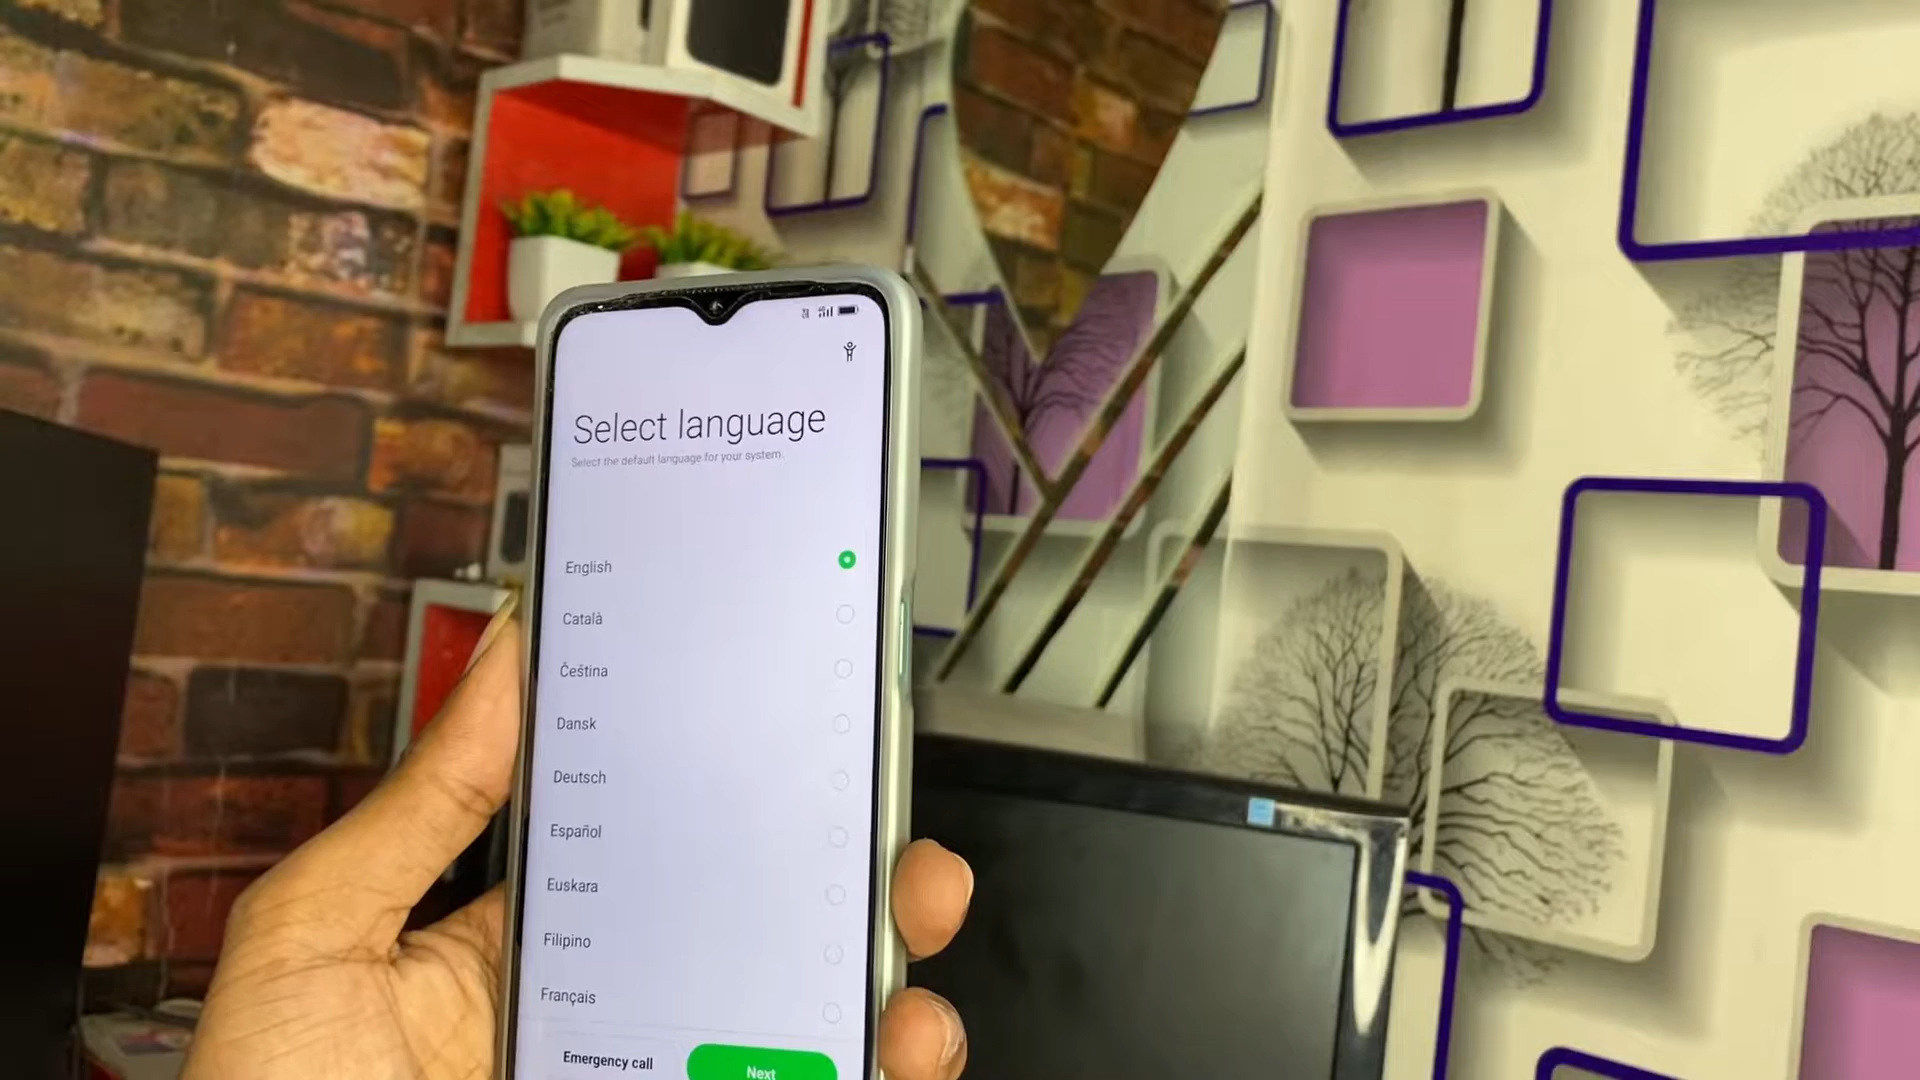 Select language
Select the default language for your system.
English
Català
Čeština
Dansk
Deutsch
Español
Euskara
Filipino
Français
Emergency call
Next